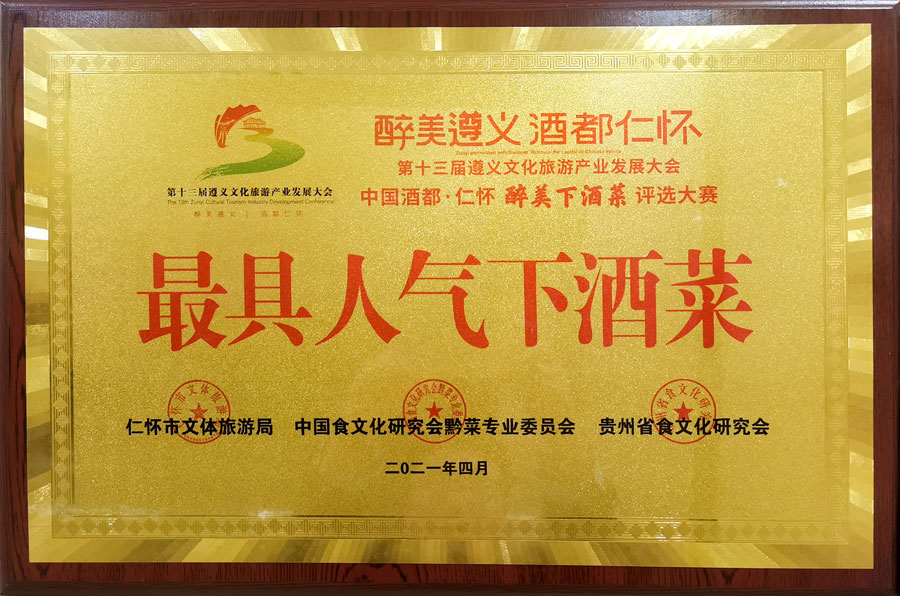 醉美遵义 酒都仁怀
第十三届遵义文化旅游产业发展大会
中国酒都·仁怀 醉美下酒菜 评选大赛
第十三届遵义文化旅游产业发展大会
The 13th Zunyi Cultural Tourism Industry Development Conference
醉美遵义 | 酒都仁怀
最具人气下酒菜
仁怀市文体旅游局 中国食文化研究会黔菜专业委员会 贵州省食文化研究会
二〇二一年四月